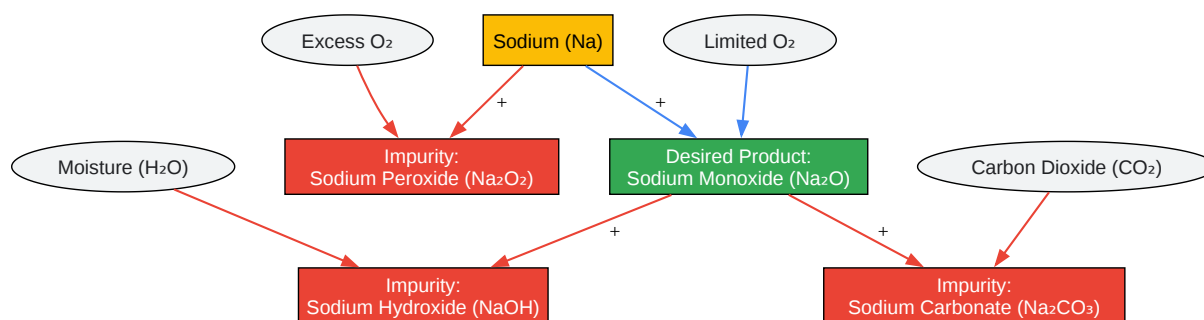 Excess O₂
Sodium (Na)
Limited O₂
+
+
Moisture (H₂O)
Impurity:
Sodium Peroxide (Na₂O₂)
Desired Product:
Sodium Monoxide (Na₂O)
Carbon Dioxide (CO₂)
+
+
Impurity:
Sodium Hydroxide (NaOH)
Impurity:
Sodium Carbonate (Na₂CO₃)